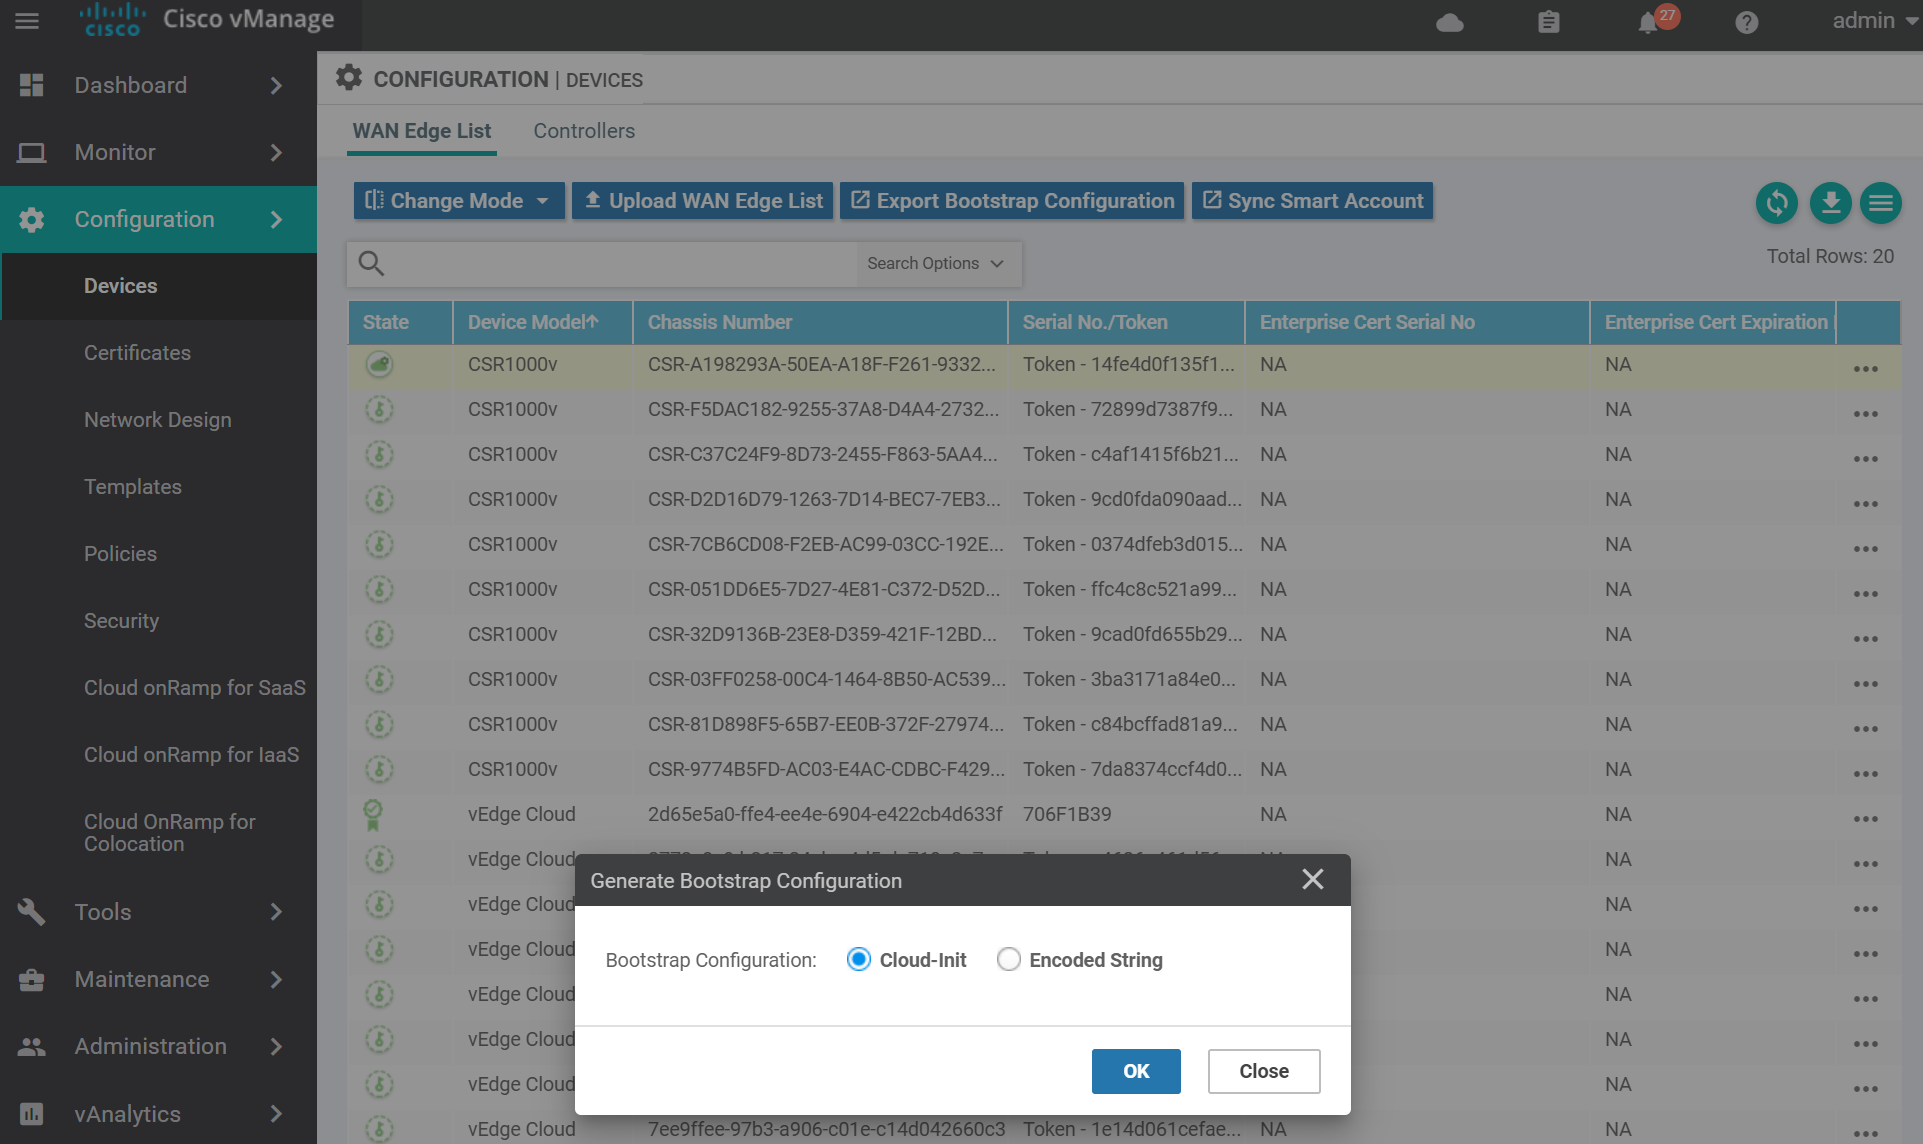 cisco Cisco vManage
27
admin
Dashboard
Monitor
Configuration
Devices
Certificates
Network Design
Templates
Policies
Security
Cloud onRamp for SaaS
Cloud onRamp for IaaS
Cloud OnRamp for
Colocation
Tools
Maintenance
Administration
vAnalytics
CONFIGURATION | DEVICES
WAN Edge List Controllers
Change Mode Upload WAN Edge List Export Bootstrap Configuration Sync Smart Account
Search Options
Total Rows: 20
State Device Model Chassis Number Serial No./Token Enterprise Cert Serial No Enterprise Cert Expiration
CSR1000v CSR-A198293A-50EA-A18F-F261-9332... Token - 14fe4d0f135f1... NA NA
CSR1000v CSR-F5DAC182-9255-37A8-D4A4-2732... Token - 72899d7387f9... NA NA
CSR1000v CSR-C37C24F9-8D73-2455-F863-5AA4... Token - c4af1415f6b21... NA NA
CSR1000v CSR-D2D16D79-1263-7D14-BEC7-7EB3... Token - 9cd0fda090aad... NA NA
CSR1000v CSR-7CB6CD08-F2EB-AC99-03CC-192E... Token - 0374dfeb3d015... NA NA
CSR1000v CSR-051DD6E5-7D27-4E81-C372-D52D... Token - ffc4c8c521a99... NA NA
CSR1000v CSR-32D9136B-23E8-D359-421F-12BD... Token - 9cad0fd655b29... NA NA
CSR1000v CSR-03FF0258-00C4-1464-8B50-AC539... Token - 3ba3171a84e0... NA NA
CSR1000v CSR-81D898F5-65B7-EE0B-372F-27974... Token - c84bcffad81a9... NA NA
CSR1000v CSR-9774B5FD-AC03-E4AC-CDBC-F429... Token - 7da8374ccf4d0... NA NA
vEdge Cloud 2d65e5a0-ffe4-ee4e-6904-e422cb4d633f 706F1B39 NA NA
vEdge Cloud NA
vEdge Cloud NA
vEdge Cloud NA
vEdge Cloud NA
vEdge Cloud NA
vEdge Cloud NA
vEdge Cloud 7ee9ffee-97b3-a906-c01e-c14d042660c3 Token - 1e14d061cefae... NA NA
Generate Bootstrap Configuration
Bootstrap Configuration: Cloud-Init Encoded String
OK Close